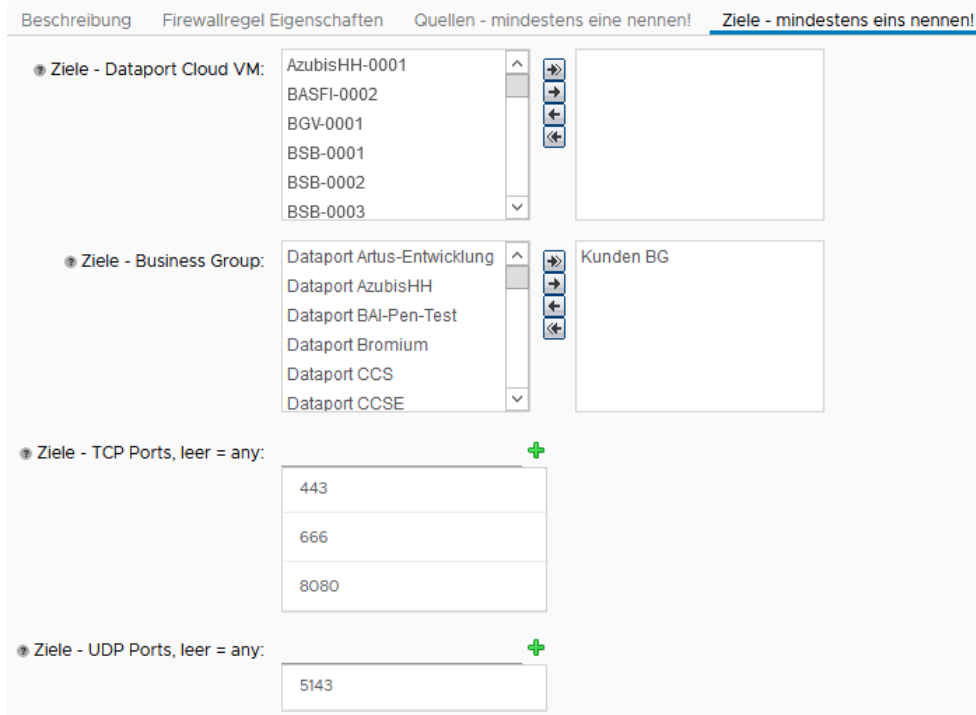 Beschreibung Firewallregel Eigenschaften Quellen - mindestens eine nennen! Ziele - mindestens eins nennen!
Ziele - Dataport Cloud VM:
AzubisHH-0001
BASFI-0002
BGV-0001
BSB-0001
BSB-0002
BSB-0003
Ziele - Business Group:
Dataport Artus-Entwicklung
Dataport AzubisHH
Dataport BAI-Pen-Test
Dataport Bromium
Dataport CCS
Dataport CCSE
Kunden BG
Ziele - TCP Ports, leer = any:
443
666
8080
Ziele - UDP Ports, leer = any:
5143